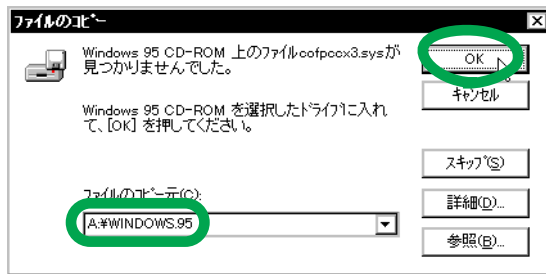 ファイルのコピー
Windows 95 CD-ROM 上のファイルcofpccx3.sysが
見つかりませんでした。
Windows 95 CD-ROM を選択したドライブに入れ
て、[OK] を押してください。
ファイルのコピー元(C):
A:¥WINDOWS.95
OK
キャンセル
スキップ(S)
詳細(D)...
参照(B)...